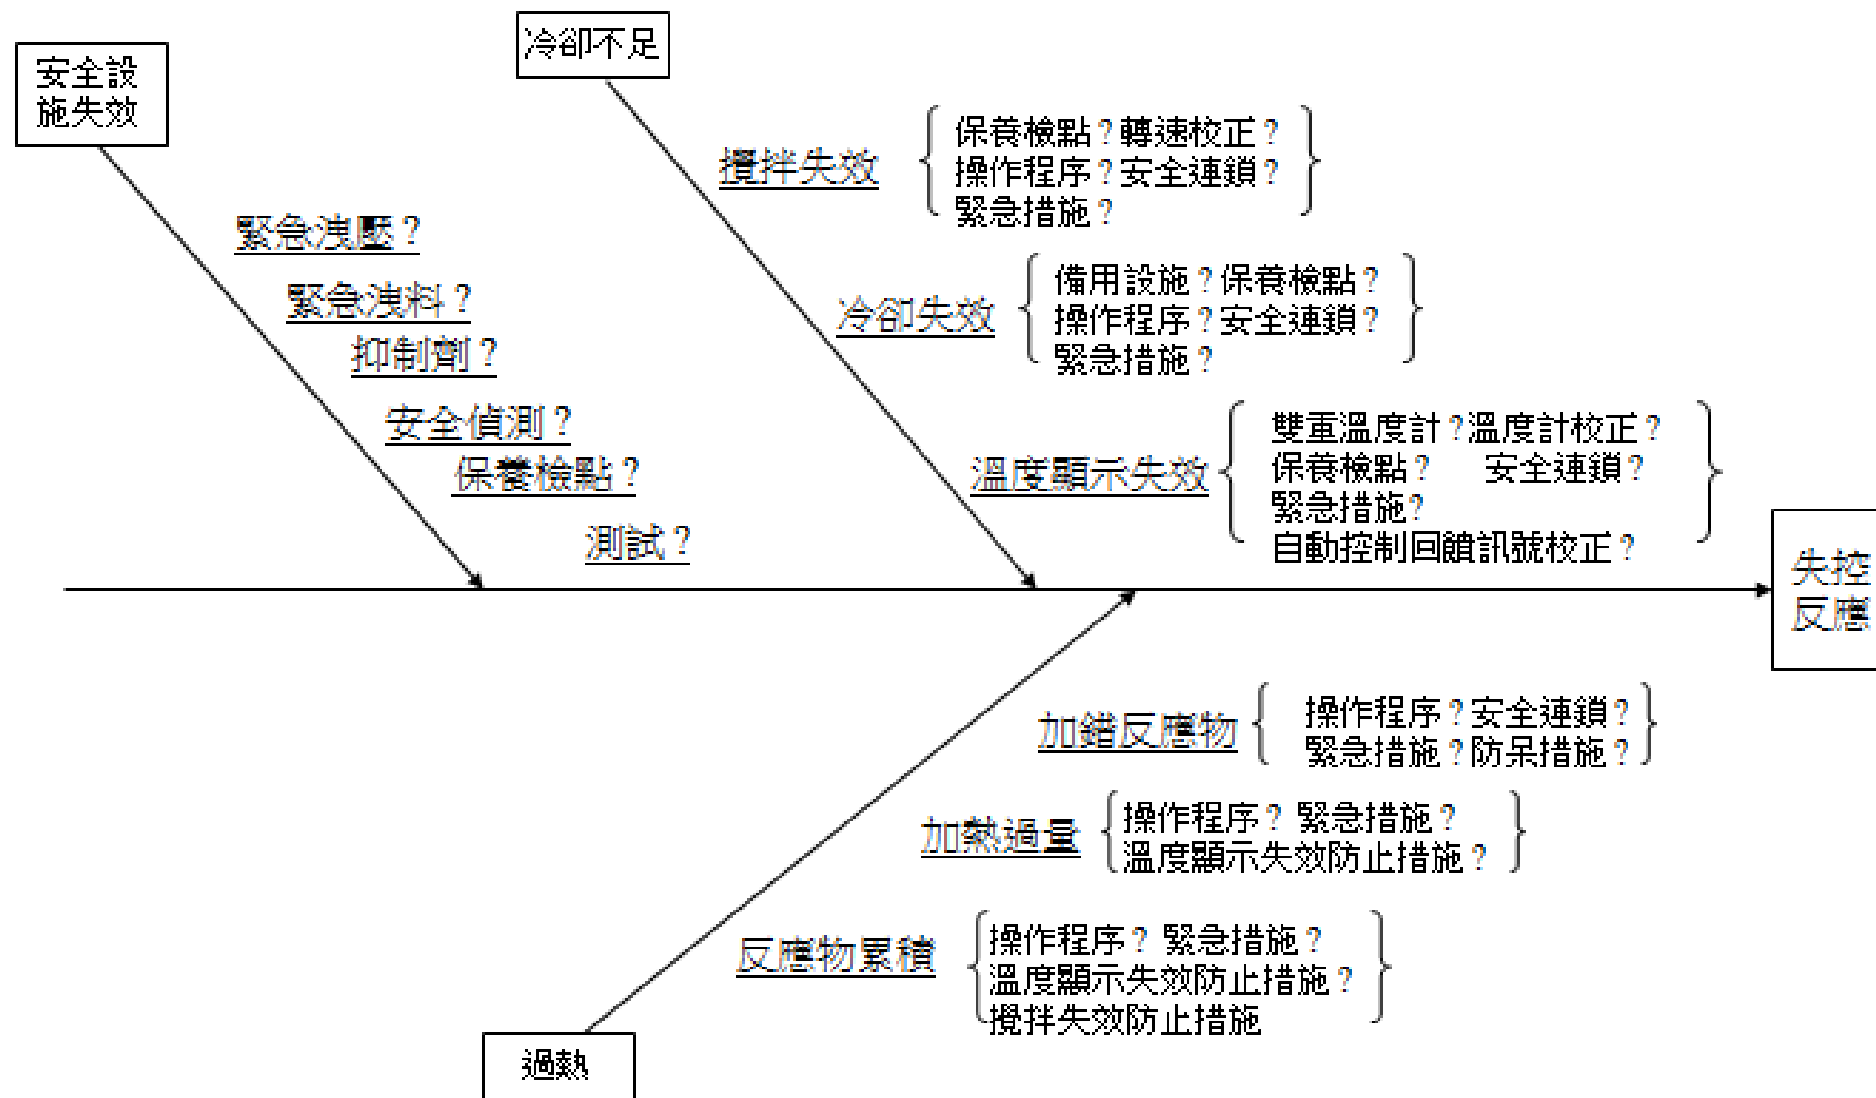 安全設
施失效
緊急洩壓？
緊急洩料？
抑制劑？
安全偵測？
保養檢點？
測試？
冷卻不足
攪拌失效
保養檢點？轉速校正？
操作程序？安全連鎖？
緊急措施？
冷卻失效
備用設施？保養檢點？
操作程序？安全連鎖？
緊急措施？
溫度顯示失效
雙重溫度計？溫度計校正？
保養檢點？ 安全連鎖？
緊急措施？
自動控制回饋訊號校正？
失控
反應
加錯反應物
操作程序？安全連鎖？
緊急措施？防呆措施？
加熱過量
操作程序？ 緊急措施？
溫度顯示失效防止措施？
反應物累積
操作程序？ 緊急措施？
溫度顯示失效防止措施？
攪拌失效防止措施
過熱